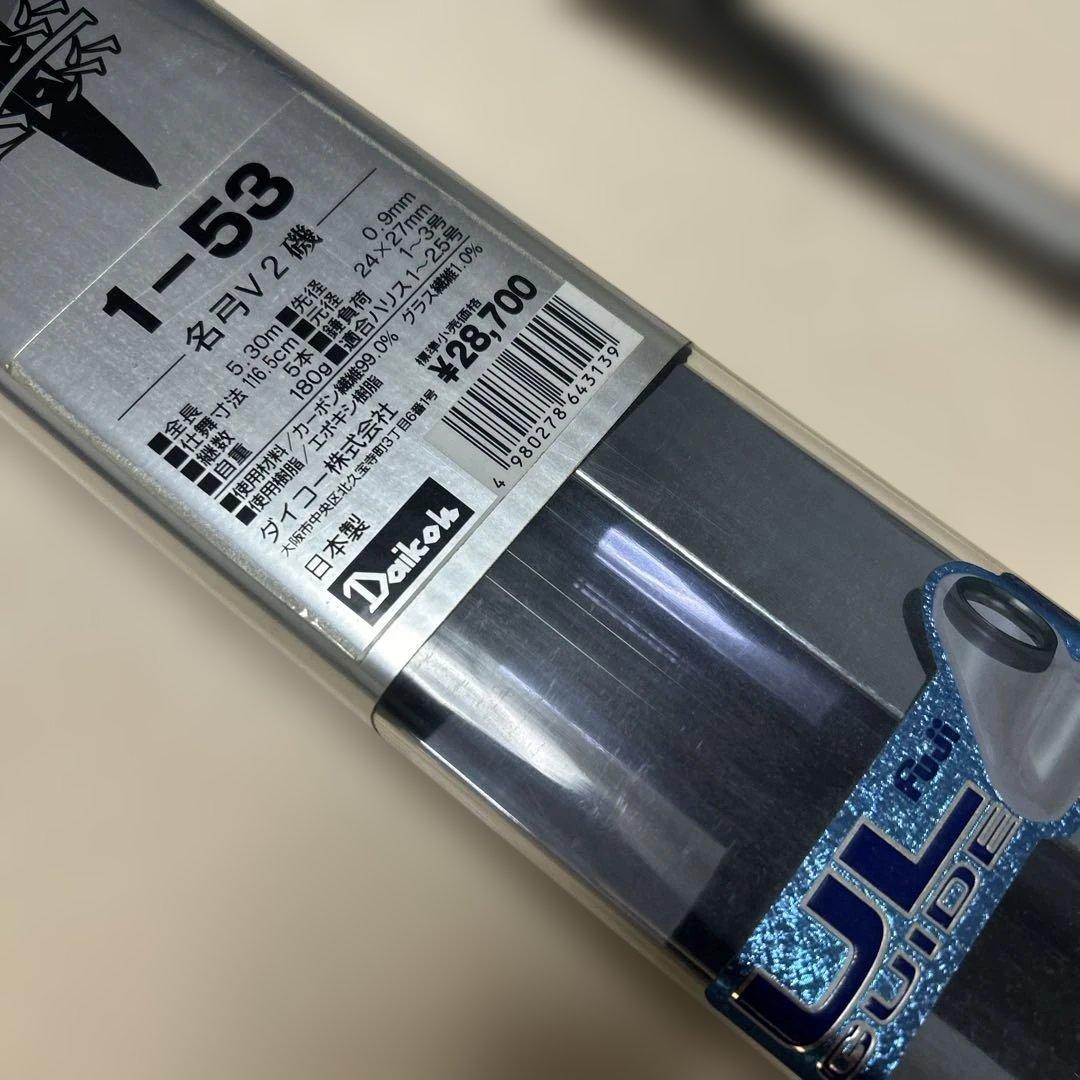 1-53
名弓V2 磯
■全長 5.30m ■先径 0.9mm
■仕舞寸法 116.5cm ■元径 24×27mm
■継数 5本 ■錘負荷 1~3号
■自重 180g ■適合ハリス 1~2.5号
■使用材料/カーボン繊維99.0% グラス繊維1.0%
■使用樹脂/エポキシ樹脂
ダイコー株式会社
大阪市中央区北久宝寺町3丁目6番1号
日本製
Daikoh
標準小売価格
¥28,700
4 980278 643139
Fuji
UL
GUIDE